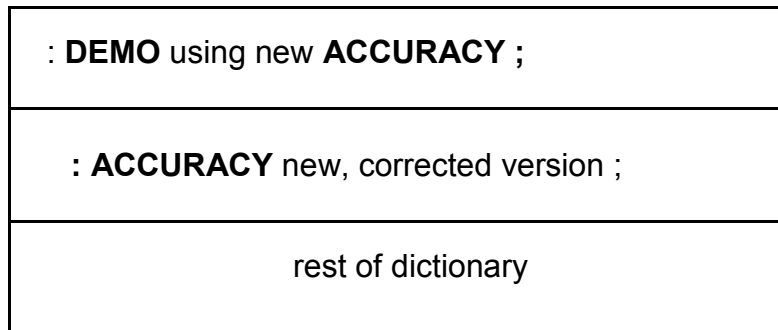 : DEMO using new ACCURACY ;
: ACCURACY new, corrected version ;
rest of dictionary